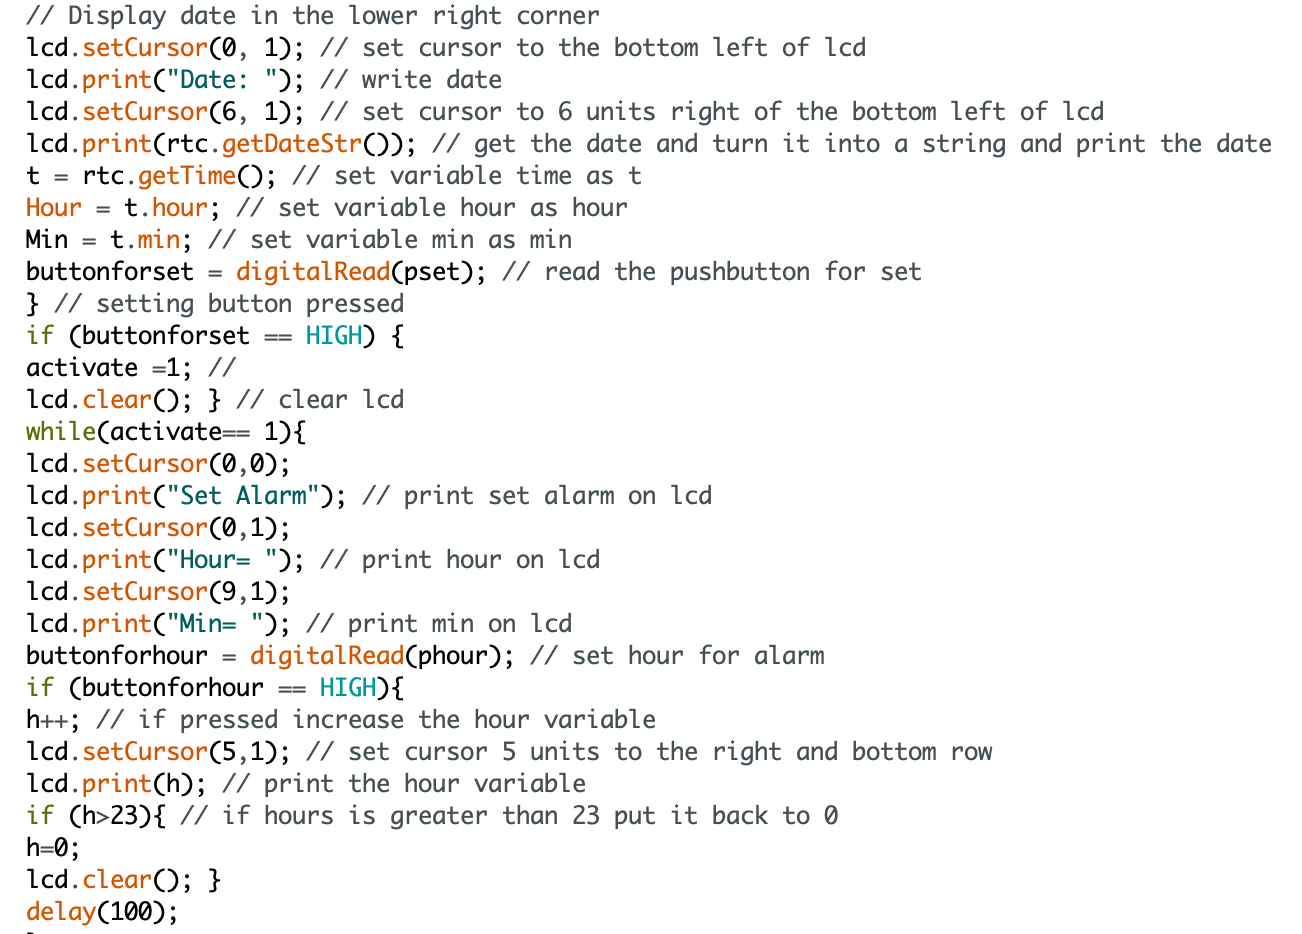 // Display date in the lower right corner
lcd.setCursor(0, 1); // set cursor to the bottom left of lcd
lcd.print("Date: "); // write date
lcd.setCursor(6, 1); // set cursor to 6 units right of the bottom left of lcd
lcd.print(rtc.getDateStr()); // get the date and turn it into a string and print the date
t = rtc.getTime(); // set variable time as t
Hour = t.hour; // set variable hour as hour
Min = t.min; // set variable min as min
buttonforset = digitalRead(pset); // read the pushbutton for set
} // setting button pressed
if (buttonforset == HIGH) {
activate =1; //
lcd.clear(); } // clear lcd
while(activate== 1){
lcd.setCursor(0,0);
lcd.print("Set Alarm"); // print set alarm on lcd
lcd.setCursor(0,1);
lcd.print("Hour= "); // print hour on lcd
lcd.setCursor(9,1);
lcd.print("Min= "); // print min on lcd
buttonforhour = digitalRead(phour); // set hour for alarm
if (buttonforhour == HIGH){
h++; // if pressed increase the hour variable
lcd.setCursor(5,1); // set cursor 5 units to the right and bottom row
lcd.print(h); // print the hour variable
if (h>23){ // if hours is greater than 23 put it back to 0
h=0;
lcd.clear(); }
delay(100);